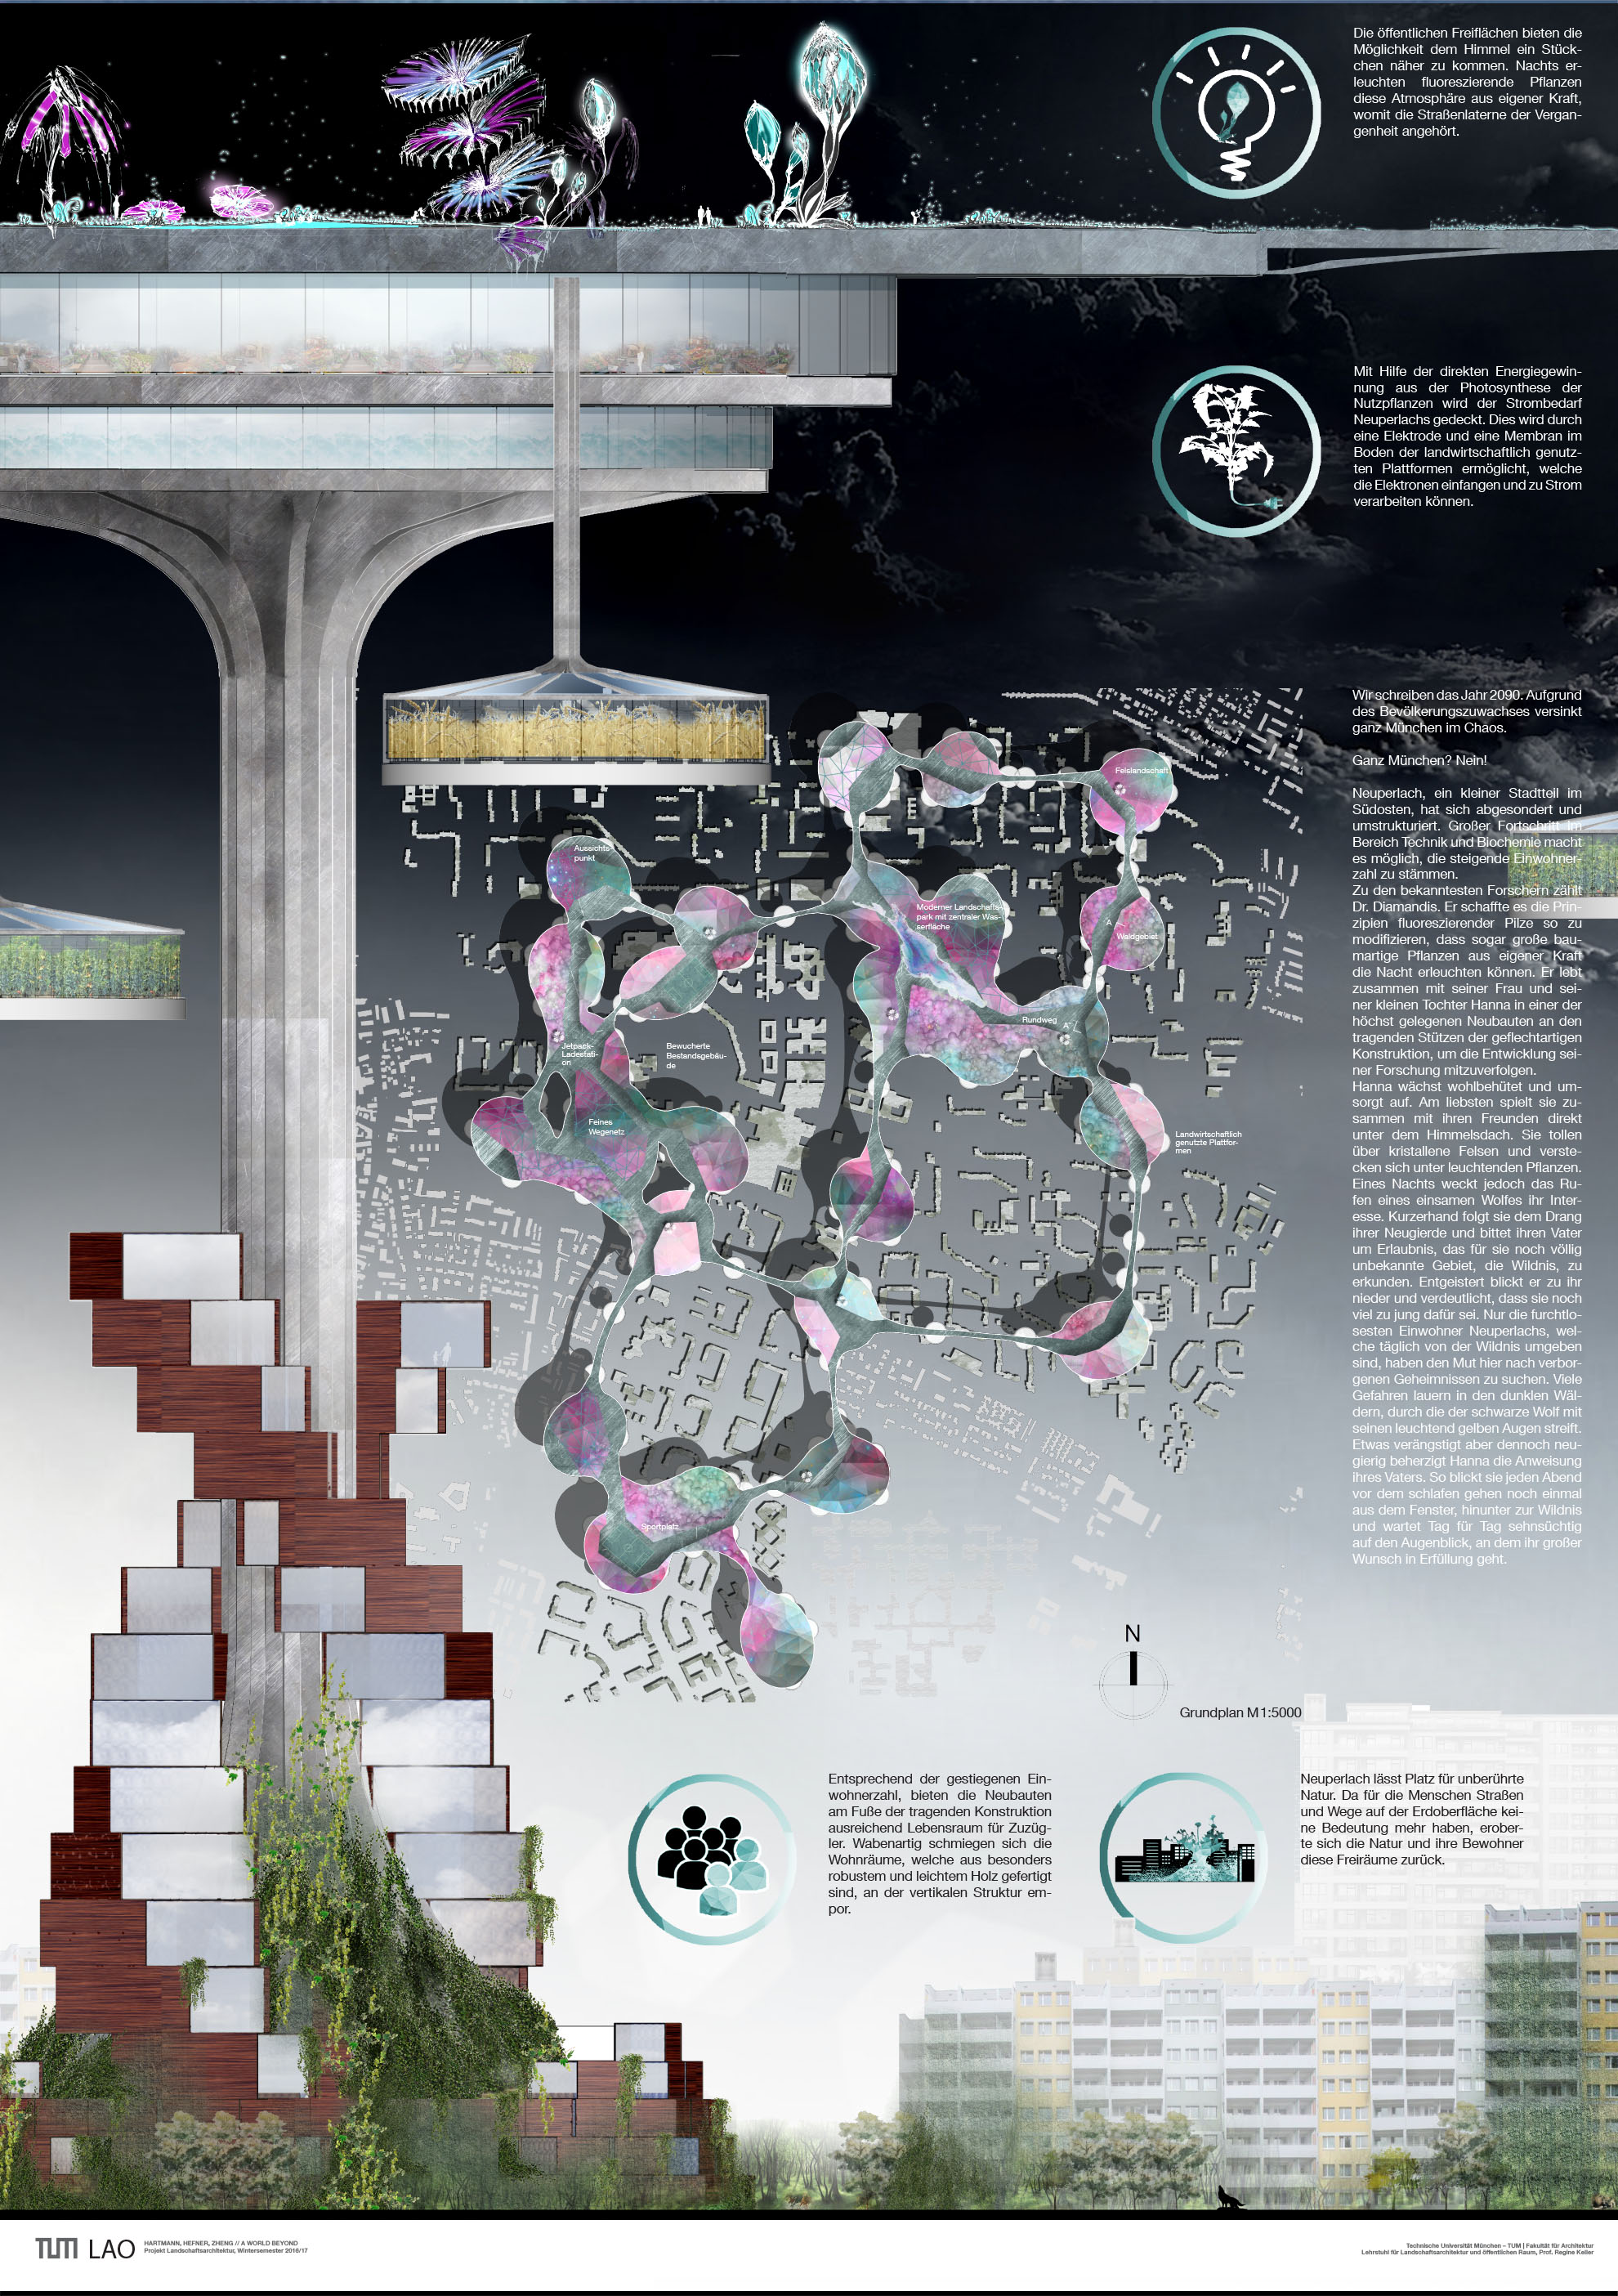 Die öffentlichen Freiflächen bieten die
Möglichkeit dem Himmel ein Stück-
chen näher zu kommen. Nachts er-
leuchten fluoreszierende Pflanzen
diese Atmosphäre aus eigener Kraft,
womit die Straßenlaterne der Vergan-
genheit angehört.
Mit Hilfe der direkten Energiegewin-
nung aus der Photosynthese der
Nutzpflanzen wird der Strombedarf
Neuperlachs gedeckt. Dies wird durch
eine Elektrode und eine Membran im
Boden der landwirtschaftlich genutz-
ten Plattformen ermöglicht, welche
die Elektronen einfangen und zu Strom
verarbeiten können.
Wir schreiben das Jahr 2090. Aufgrund
des Bevölkerungszuwachses versinkt
ganz München im Chaos.
Ganz München? Nein!
Neuperlach, ein kleiner Stadtteil im
Südosten, hat sich abgesondert und
umstrukturiert. Großer Fortschritt im
Bereich Technik und Biochemie macht
es möglich, die steigende Einwohner-
zahl zu stämmen.
Zu den bekanntesten Forschern zählt
Dr. Diamandis. Er schaffte es die Prin-
zipien fluoreszierender Pilze so zu
modifizieren, dass sogar große baum-
artige Pflanzen aus eigener Kraft
die Nacht erleuchten können. Er lebt
zusammen mit seiner Frau und sei-
ner kleinen Tochter Hanna in einer der
höchst gelegenen Neubauten an den
tragenden Stützen der geflechtartigen
Konstruktion, um die Entwicklung sei-
ner Forschung mitzuverfolgen.
Hanna wächst wohlbehütet und um-
sorgt auf. Am liebsten spielt sie zu-
sammen mit ihren Freunden direkt
unter dem Himmelsdach. Sie tollen
über kristallene Felsen und verste-
cken sich unter leuchtenden Pflanzen.
Eines Nachts weckt jedoch das Ru-
fen eines einsamen Wolfes ihr Inter-
esse. Kurzerhand folgt sie dem Drang
ihrer Neugierde und bittet ihren Vater
um Erlaubnis, das für sie noch völlig
unbekannte Gebiet, die Wildnis, zu
erkunden. Entgeistert blickt er zu ihr
nieder und verdeutlicht, dass sie noch
viel zu jung dafür sei. Nur die furchtlo-
sesten Einwohner Neuperlachs, wel-
che täglich von der Wildnis umgeben
sind, haben den Mut hier nach verbor-
genen Geheimnissen zu suchen. Viele
Gefahren lauern in den dunklen Wäl-
dern, durch die der schwarze Wolf mit
seinen leuchtend gelben Augen streift.
Etwas verängstigt aber dennoch neu-
gierig beherzigt Hanna die Anweisung
ihres Vaters. So blickt sie jeden Abend
vor dem schlafen gehen noch einmal
aus dem Fenster, hinunter zur Wildnis
und wartet Tag für Tag sehnsüchtig
auf den Augenblick, an dem ihr großer
Wunsch in Erfüllung geht.
Felslandschaft
Aussichts-
punkt
Moderner Landschafts-
park mit zentraler Was-
serfläche
A
Waldgebiet
Rundweg
A'
Jetpack-
Ladestati-
on
Bewucherte
Bestandsgebäu-
de
Feines
Wegenetz
Landwirtschaftlich
genutzte Plattfor-
men
Sportplatz
N
Grundplan M 1:5000
Entsprechend der gestiegenen Ein-
wohnerzahl, bieten die Neubauten
am Fuße der tragenden Konstruktion
ausreichend Lebensraum für Zuzüg-
ler. Wabenartig schmiegen sich die
Wohnräume, welche aus besonders
robustem und leichtem Holz gefertigt
sind, an der vertikalen Struktur em-
por.
Neuperlach lässt Platz für unberührte
Natur. Da für die Menschen Straßen
und Wege auf der Erdoberfläche kei-
ne Bedeutung mehr haben, erober-
te sich die Natur und ihre Bewohner
diese Freiräume zurück.
TUM LAO
HARTMANN, HEFNER, ZHENG // A WORLD BEYOND
Projekt Landschaftsarchitektur, Wintersemester 2016/17
Technische Universität München – TUM | Fakultät für Architektur
Lehrstuhl für Landschaftsarchitektur und öffentlichen Raum, Prof. Regine Keller